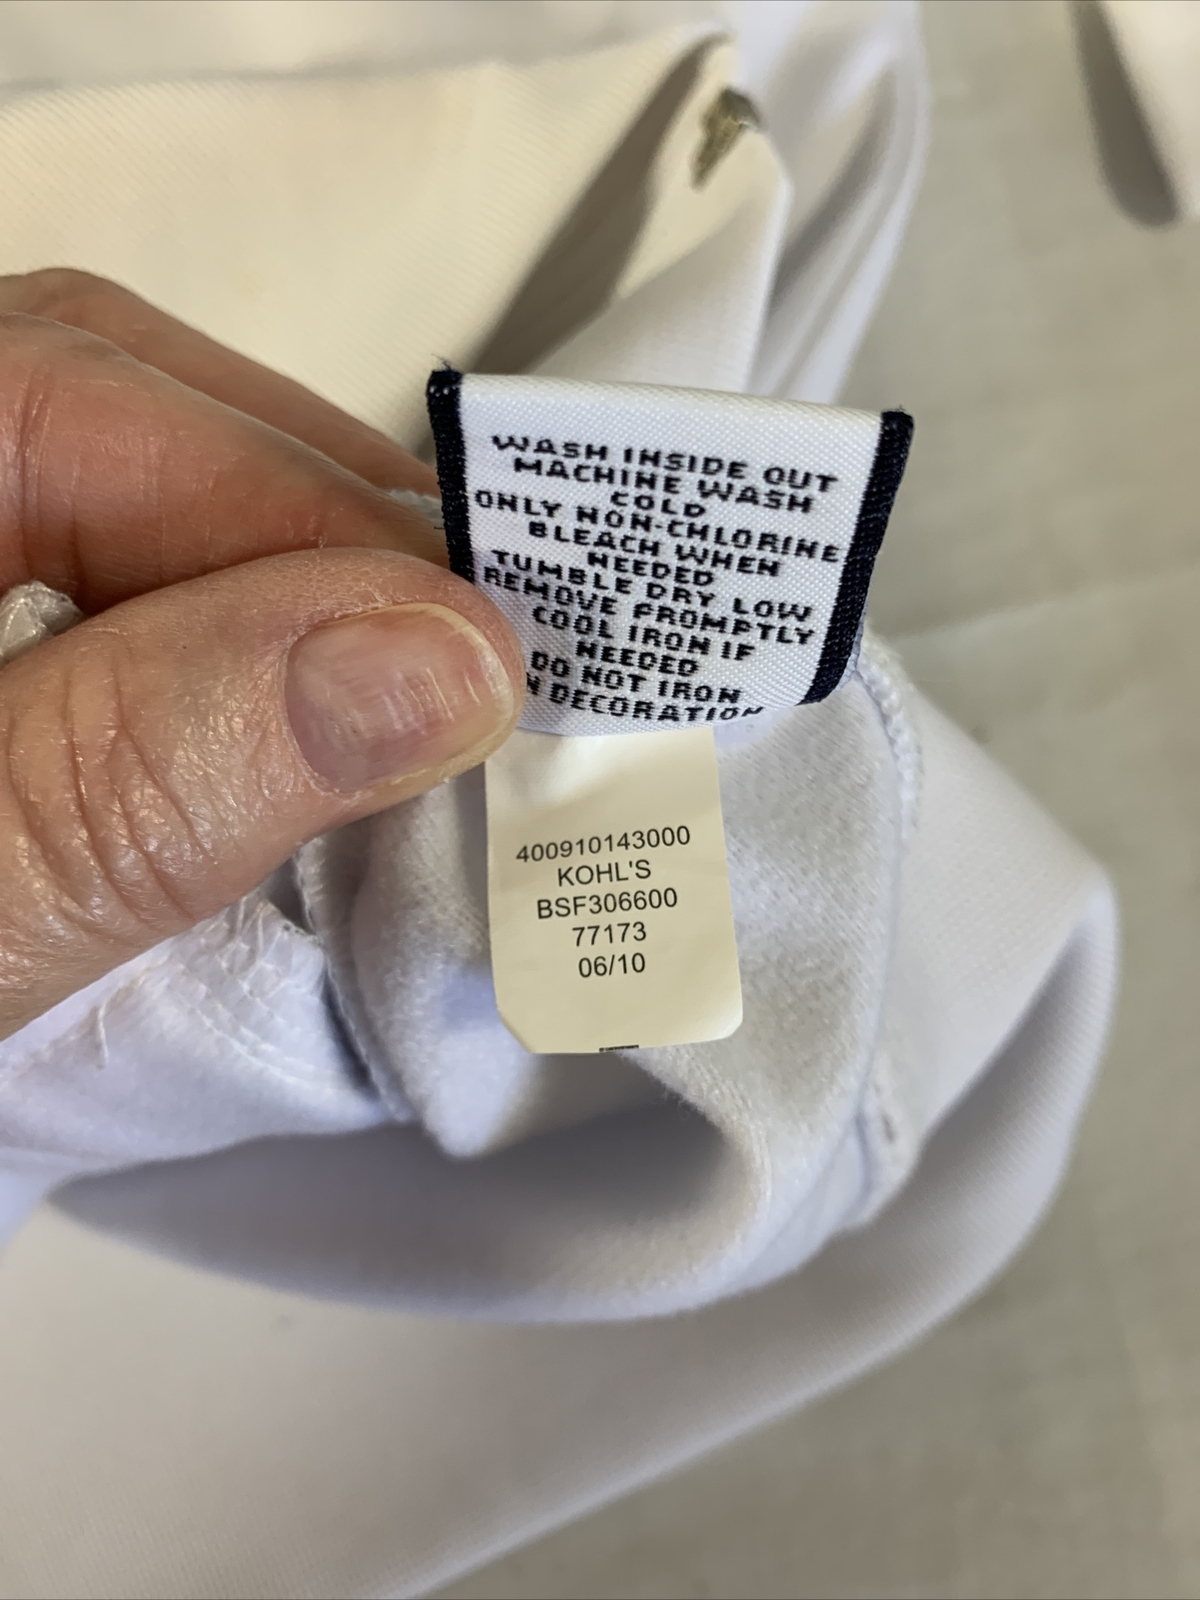 WASH INSIDE OUT
MACHINE WASH
COLD
ONLY NON-CHLORINE
BLEACH WHEN
NEEDED
TUMBLE DRY LOW
REMOVE PROMPTLY
COOL IRON IF
NEEDED
DO NOT IRON
N DECORATION
400910143000
KOHL'S
BSF306600
77173
06/10